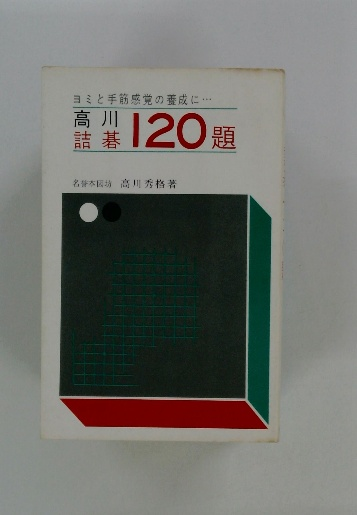 ヨミと手筋感覚の養成に…
高川
詰碁120題
名誉本因坊 高川秀格著